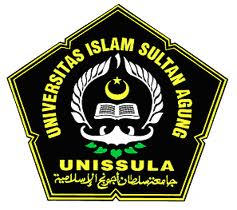 UNIVERSITAS ISLAM SULTAN AGUNG
UNISSULA
جامعة سلطان أجونج الإسلامية